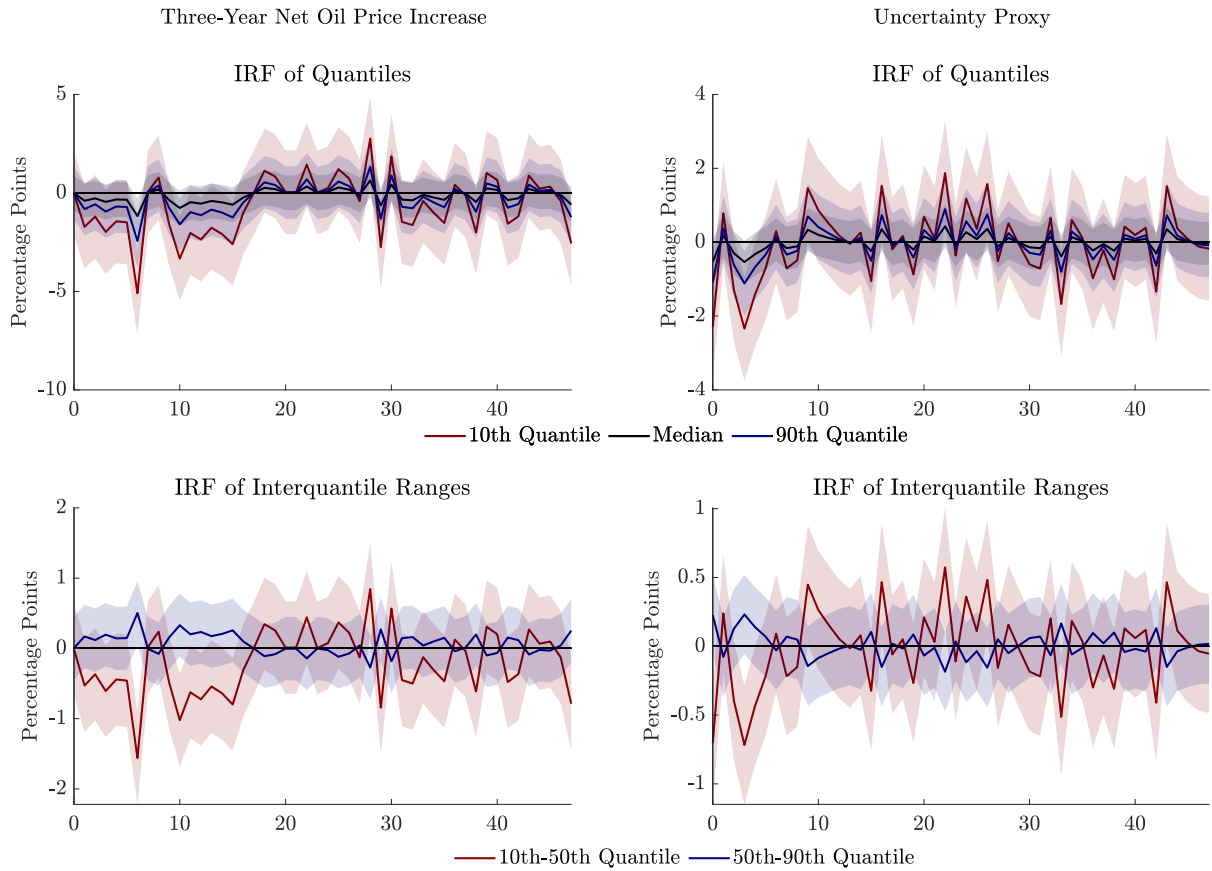 Three-Year Net Oil Price Increase
Uncertainty Proxy
IRF of Quantiles
Percentage Points
5
0
-5
-10
0
10
20
30
40
IRF of Quantiles
Percentage Points
4
2
0
-2
-4
0
10
20
30
40
10th Quantile
Median
90th Quantile
IRF of Interquantile Ranges
Percentage Points
2
1
0
-1
-2
0
10
20
30
40
IRF of Interquantile Ranges
Percentage Points
1
0.5
0
-0.5
-1
0
10
20
30
40
10th-50th Quantile
50th-90th Quantile